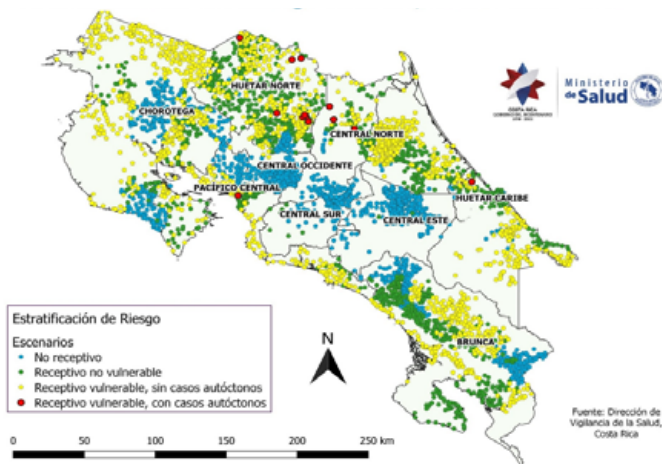 HUETAR NORTE
CHOROTEGA
CENTRAL NORTE
CENTRAL OCCIDENTE
PACÍFICO CENTRAL
HUETAR CARIBE
CENTRAL SUR
CENTRAL ESTE
BRUNCA
COSTA RICA
Ministerio
de Salud
Estratificación de Riesgo
Escenarios
No receptivo
Receptivo no vulnerable
Receptivo vulnerable, sin casos autóctonos
Receptivo vulnerable, con casos autóctonos
N
0 50 100 150 200 250 km
Fuente: Dirección de
Vigilancia de la Salud,
Costa Rica